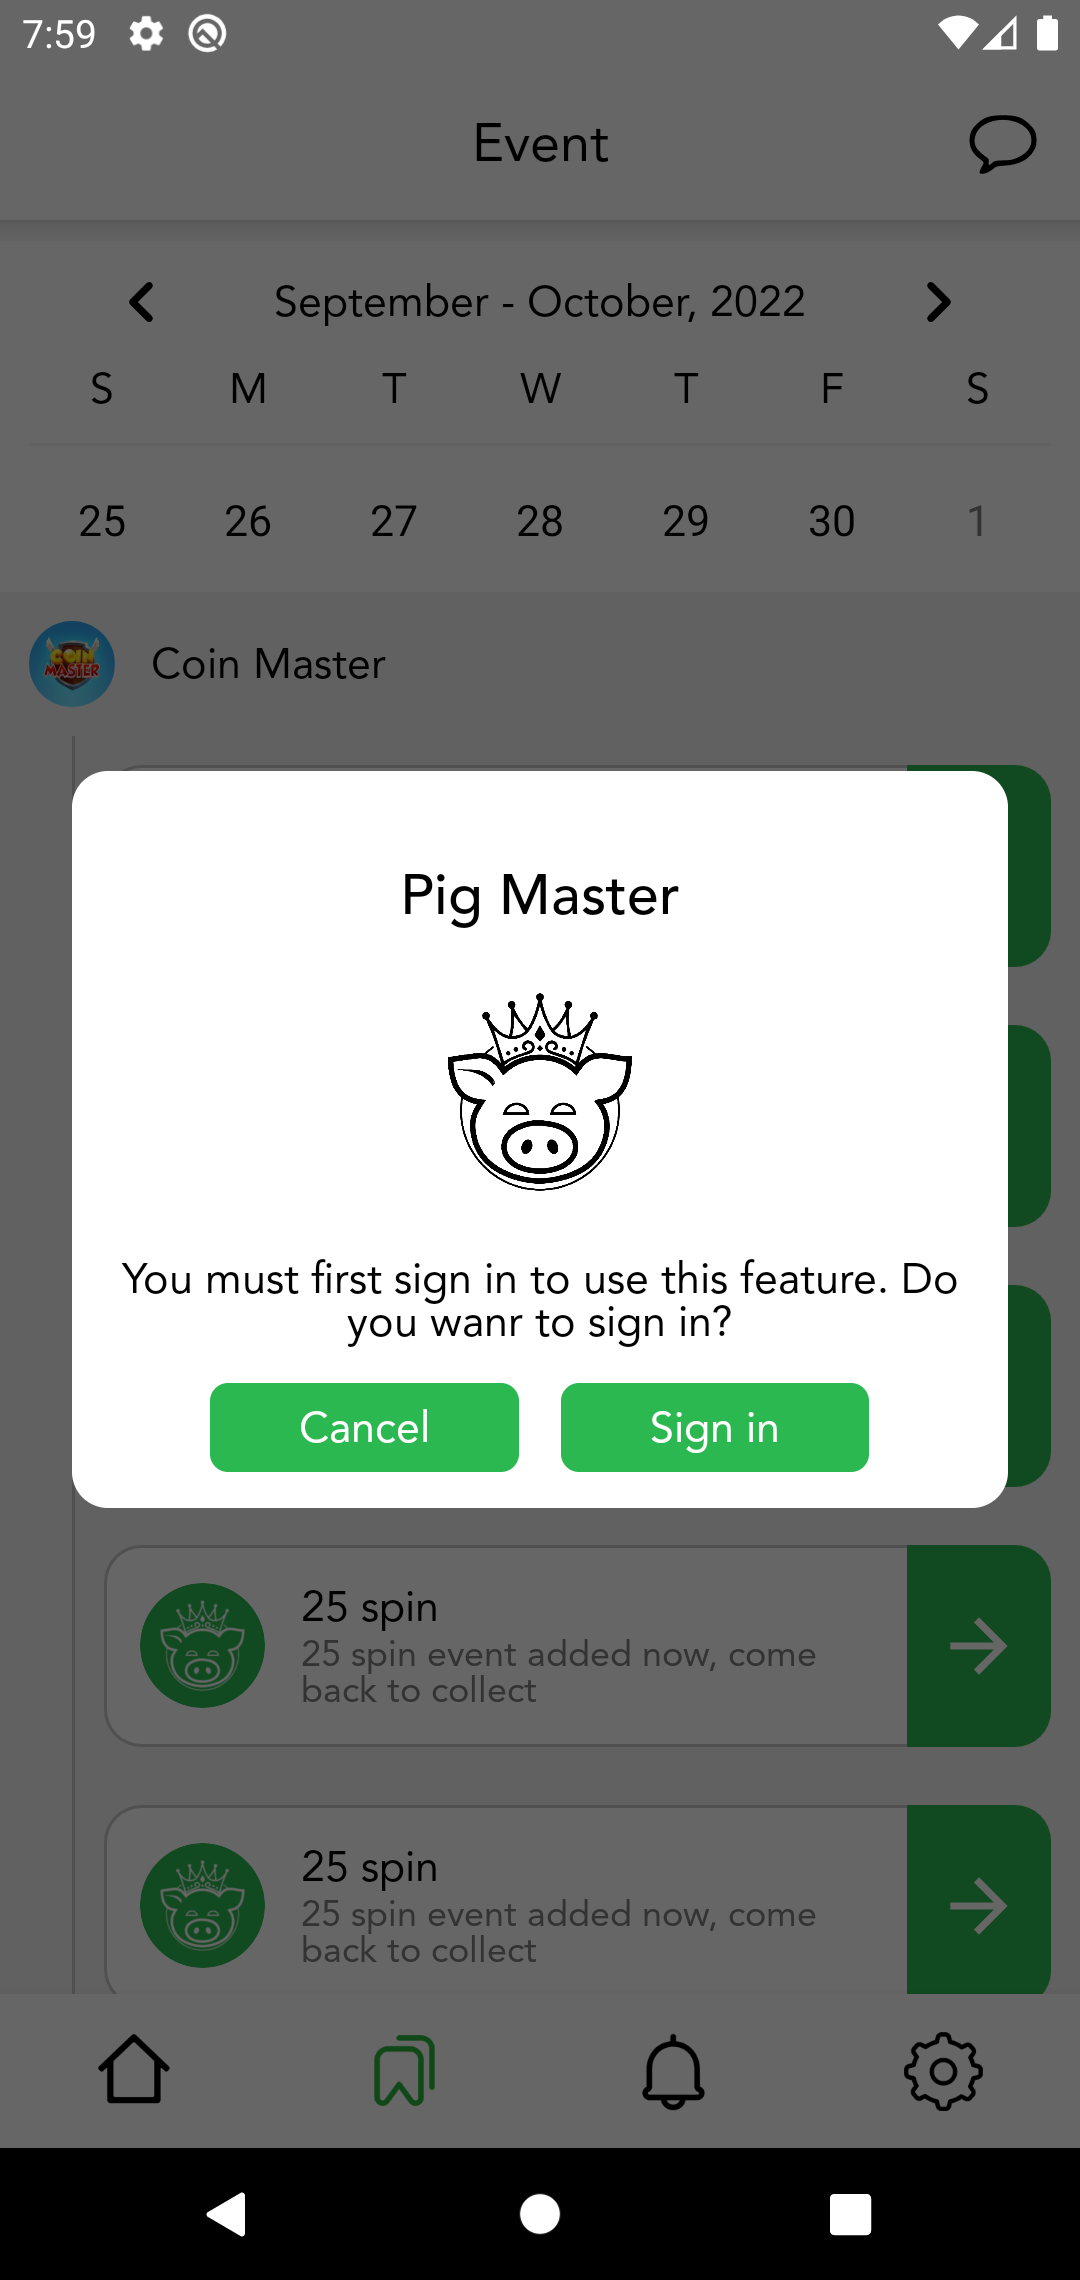 7:59
Event
September - October, 2022
S M T W T F S
25 26 27 28 29 30 1
COIN
MASTER
Coin Master
Pig Master
You must first sign in to use this feature. Do
you wanr to sign in?
Cancel Sign in
25 spin
25 spin event added now, come
back to collect
25 spin
25 spin event added now, come
back to collect